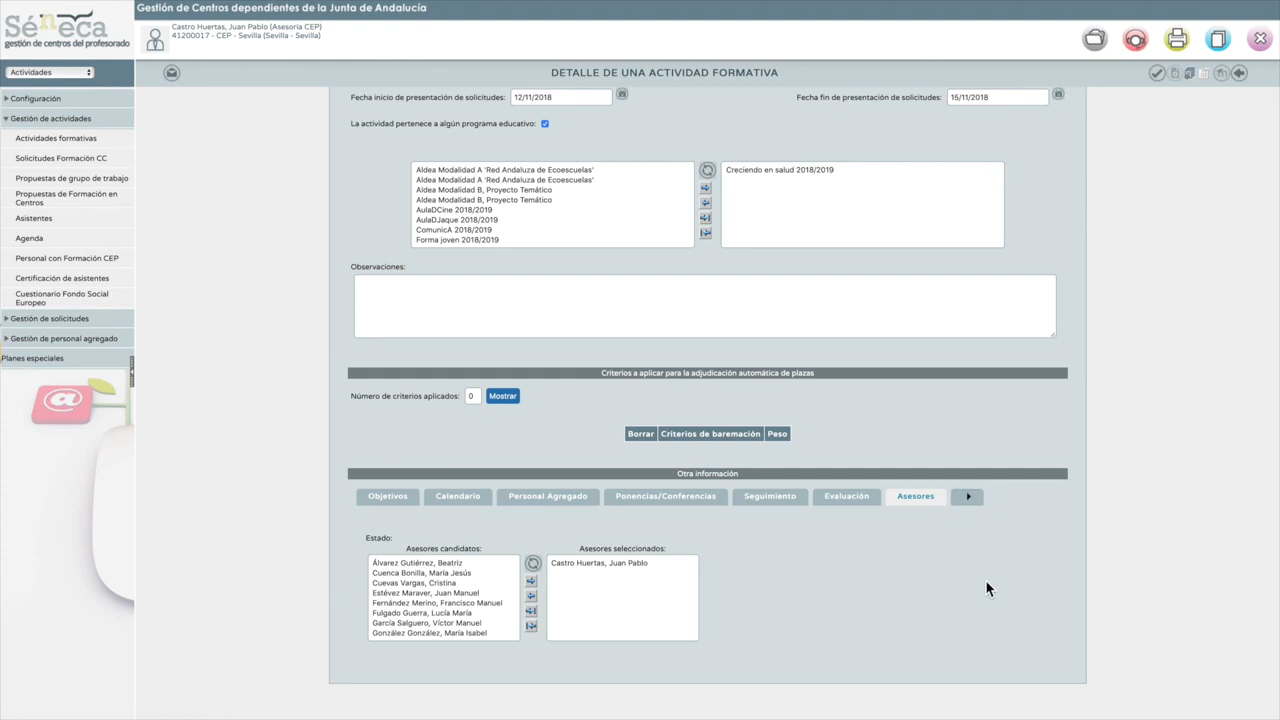 Gestión de Centros dependientes de la Junta de Andalucía
Séneca
gestión de centros del profesorado
Castro Huertas, Juan Pablo (Asesoría CEP)
41200017 - CEP - Sevilla (Sevilla - Sevilla)
Actividades
DETALLE DE UNA ACTIVIDAD FORMATIVA
Configuración
Gestión de actividades
Actividades formativas
Solicitudes Formación CC
Propuestas de grupo de trabajo
Propuestas de Formación en
Centros
Asistentes
Agenda
Personal con Formación CEP
Certificación de asistentes
Cuestionario Fondo Social
Europeo
Gestión de solicitudes
Gestión de personal agregado
Planes especiales
@
Fecha inicio de presentación de solicitudes: 12/11/2018
Fecha fin de presentación de solicitudes: 15/11/2018
La actividad pertenece a algún programa educativo:
Aldea Modalidad A 'Red Andaluza de Ecoescuelas'
Aldea Modalidad A 'Red Andaluza de Ecoescuelas'
Aldea Modalidad B, Proyecto Temático
Aldea Modalidad B, Proyecto Temático
AulaDCine 2018/2019
AulaDJaque 2018/2019
ComunicA 2018/2019
Forma joven 2018/2019
Creciendo en salud 2018/2019
Observaciones:
Criterios a aplicar para la adjudicación automática de plazas
Número de criterios aplicados: 0 Mostrar
Borrar Criterios de baremación Peso
Otra información
Objetivos Calendario Personal Agregado Ponencias/Conferencias Seguimiento Evaluación Asesores
Estado:
Asesores candidatos:
Álvarez Gutiérrez, Beatriz
Cuenca Bonilla, María Jesús
Cuevas Vargas, Cristina
Estévez Maraver, Juan Manuel
Fernández Merino, Francisco Manuel
Fulgado Guerra, Lucía María
García Salguero, Víctor Manuel
González González, María Isabel
Asesores seleccionados:
Castro Huertas, Juan Pablo